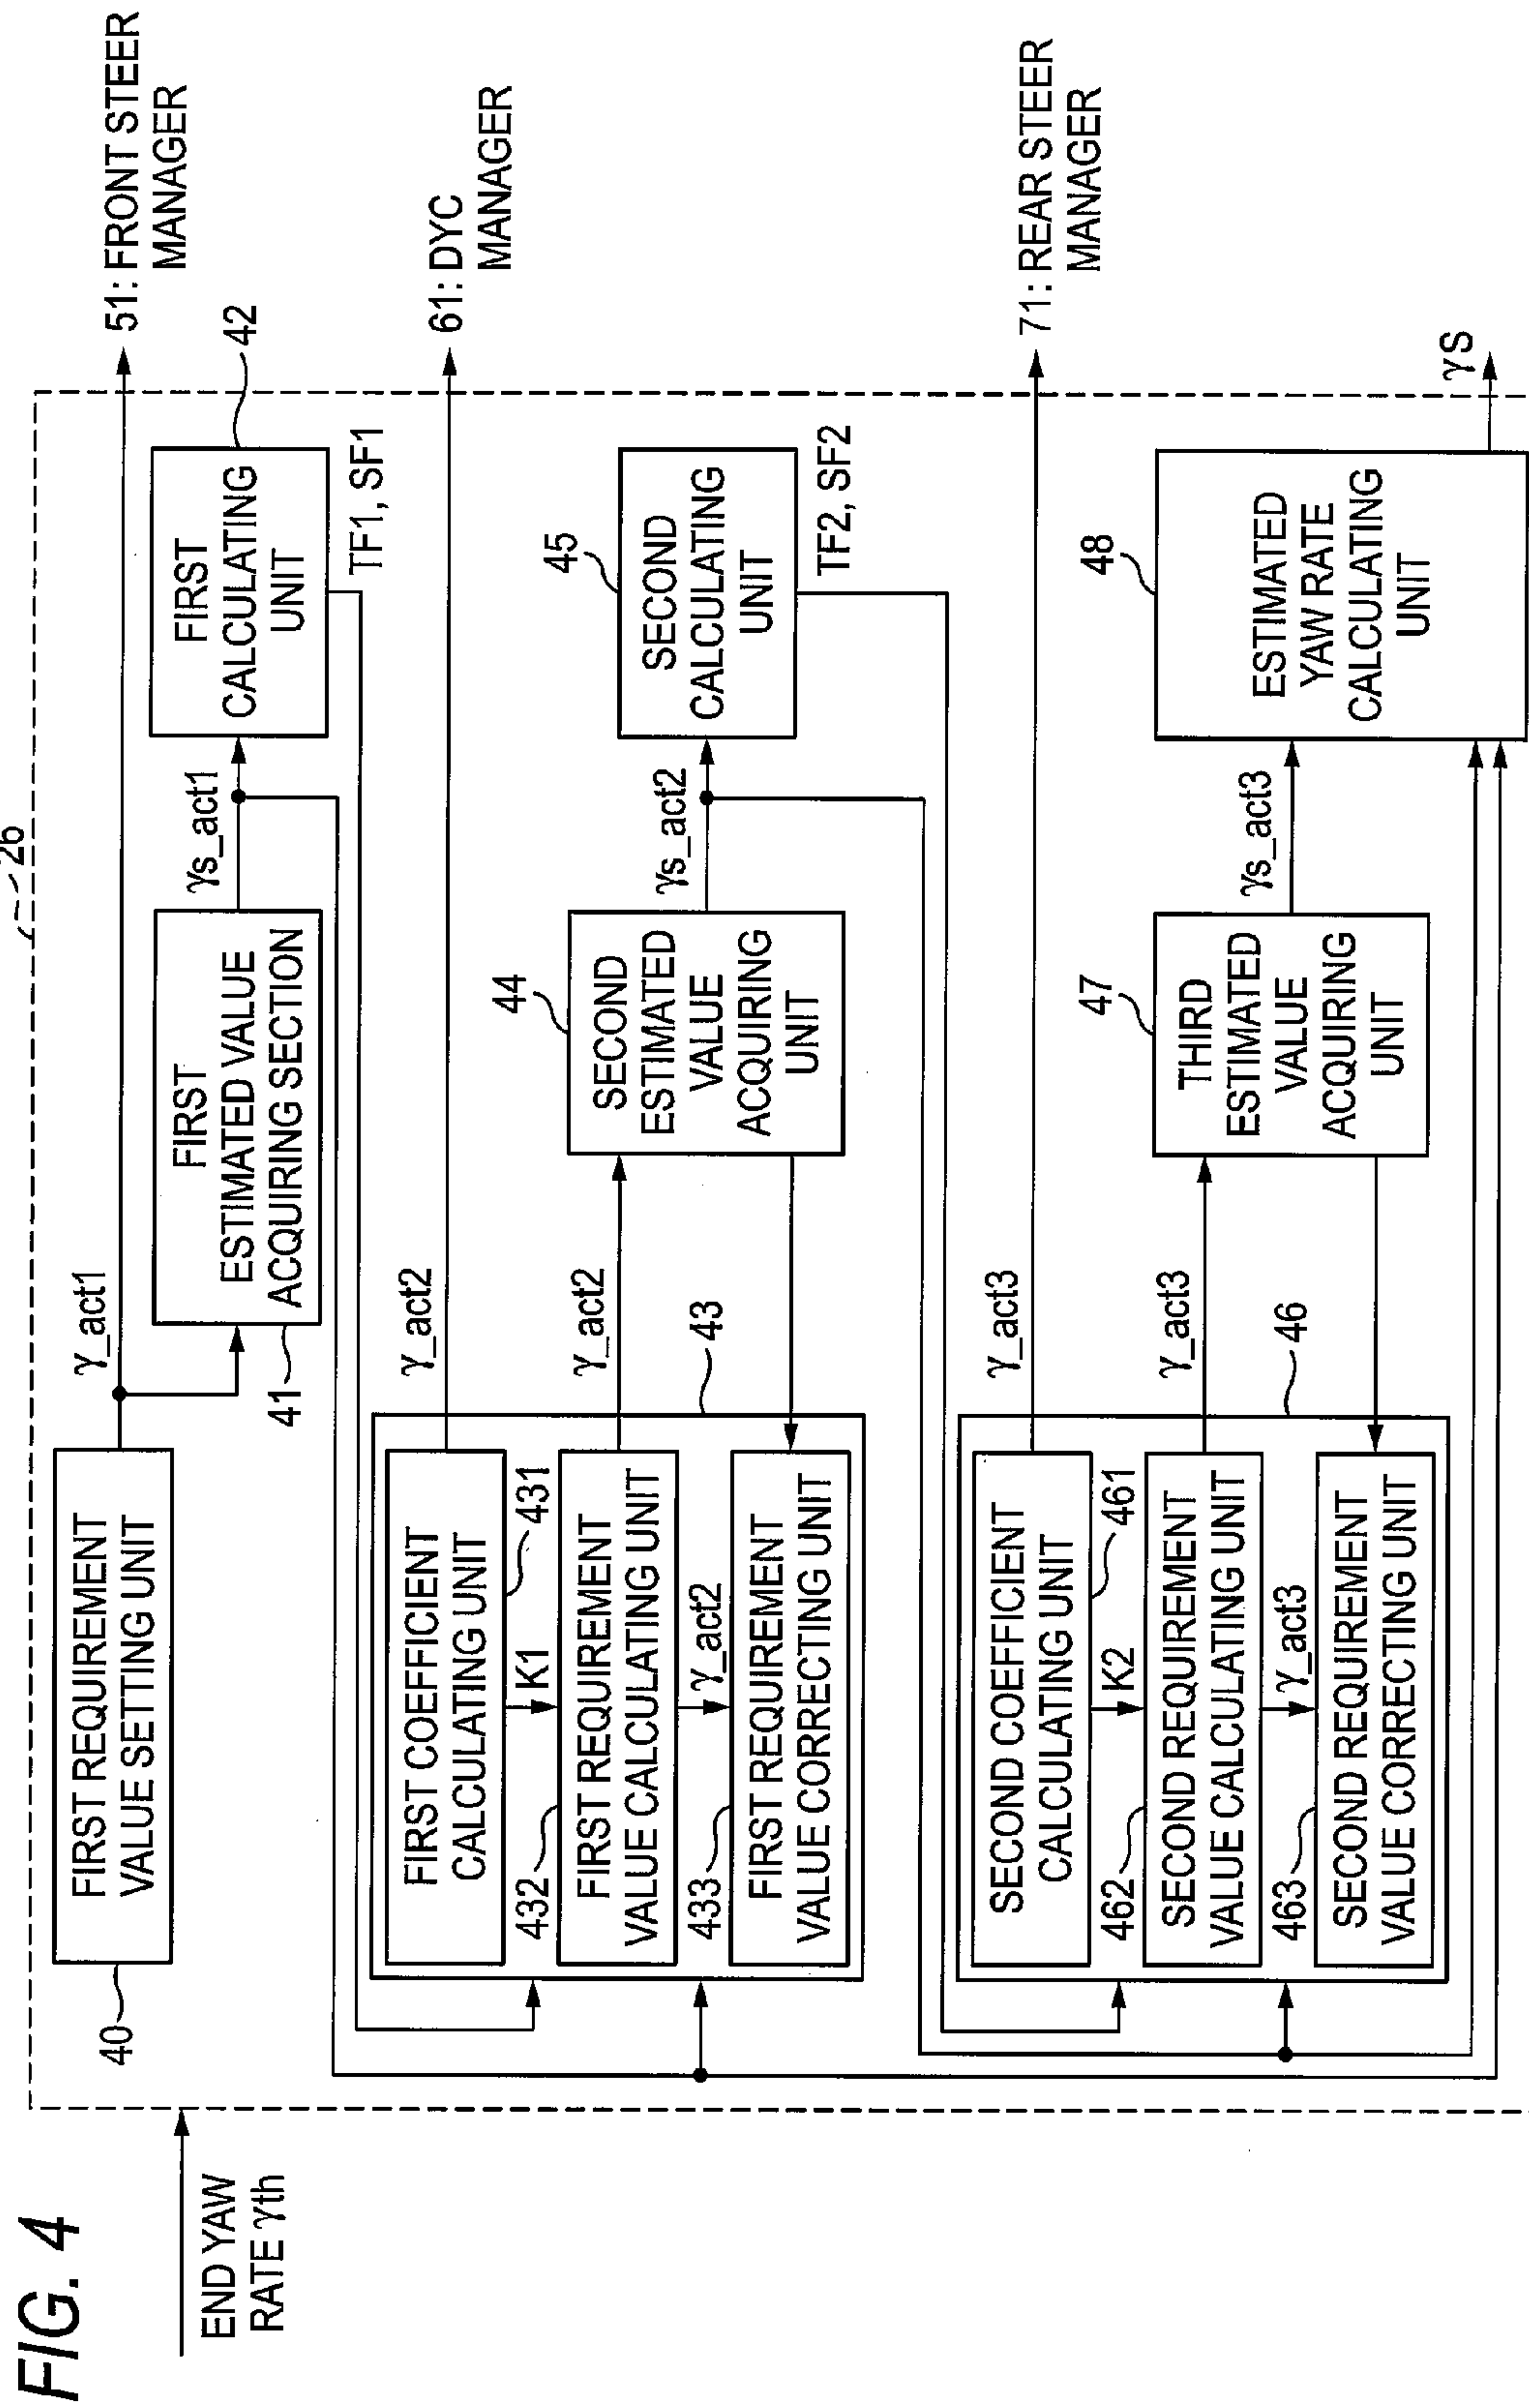 FIG. 4
END YAW
RATE γth
26
40
FIRST REQUIREMENT
VALUE SETTING UNIT
γ_act1
51: FRONT STEER
MANAGER
41
FIRST
ESTIMATED VALUE
ACQUIRING SECTION
γs_act1
42
FIRST
CALCULATING
UNIT
TF1, SF1
43
FIRST COEFFICIENT
CALCULATING UNIT
431
K1
432
FIRST REQUIREMENT
VALUE CALCULATING UNIT
γ_act2
433
FIRST REQUIREMENT
VALUE CORRECTING UNIT
γ_act2
61: DYC
MANAGER
γ_act2
44
SECOND
ESTIMATED
VALUE
ACQUIRING
UNIT
γs_act2
45
SECOND
CALCULATING
UNIT
TF2, SF2
46
SECOND COEFFICIENT
CALCULATING UNIT
461
K2
462
SECOND REQUIREMENT
VALUE CALCULATING UNIT
γ_act3
463
SECOND REQUIREMENT
VALUE CORRECTING UNIT
γ_act3
71: REAR STEER
MANAGER
γ_act3
47
THIRD
ESTIMATED
VALUE
ACQUIRING
UNIT
γs_act3
48
ESTIMATED
YAW RATE
CALCULATING
UNIT
γS